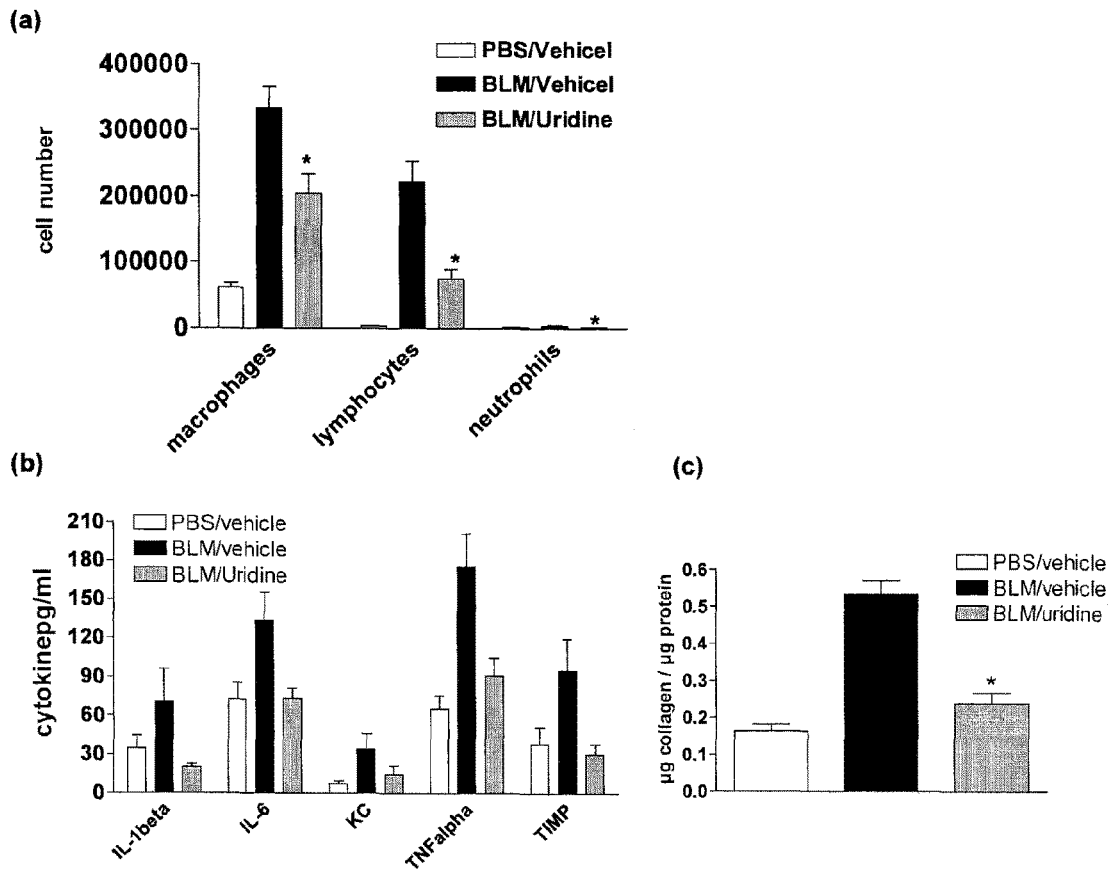 (a)
PBS/Vehicel
BLM/Vehicel
BLM/Uridine
400000
300000
200000
100000
0
cell number
*
*
*
macrophages
lymphocytes
neutrophils
(b)
PBS/vehicle
BLM/vehicle
BLM/Uridine
210
180
150
120
90
60
30
0
cytokinepg/ml
IL-1beta
IL-6
KC
TNFalpha
TIMP
(c)
PBS/vehicle
BLM/vehicle
BLM/uridine
0.6
0.5
0.4
0.3
0.2
0.1
0.0
µg collagen / µg protein
*